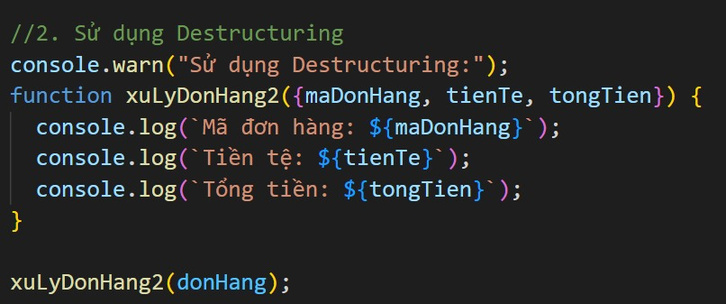 //2. Sử dụng Destructuring
console.warn("Sử dụng Destructuring:");
function xuLyDonHang2({maDonHang, tienTe, tongTien}) {
  console.log(`Mã đơn hàng: ${maDonHang}`);
  console.log(`Tiền tệ: ${tienTe}`);
  console.log(`Tổng tiền: ${tongTien}`);
}

xuLyDonHang2(donHang);